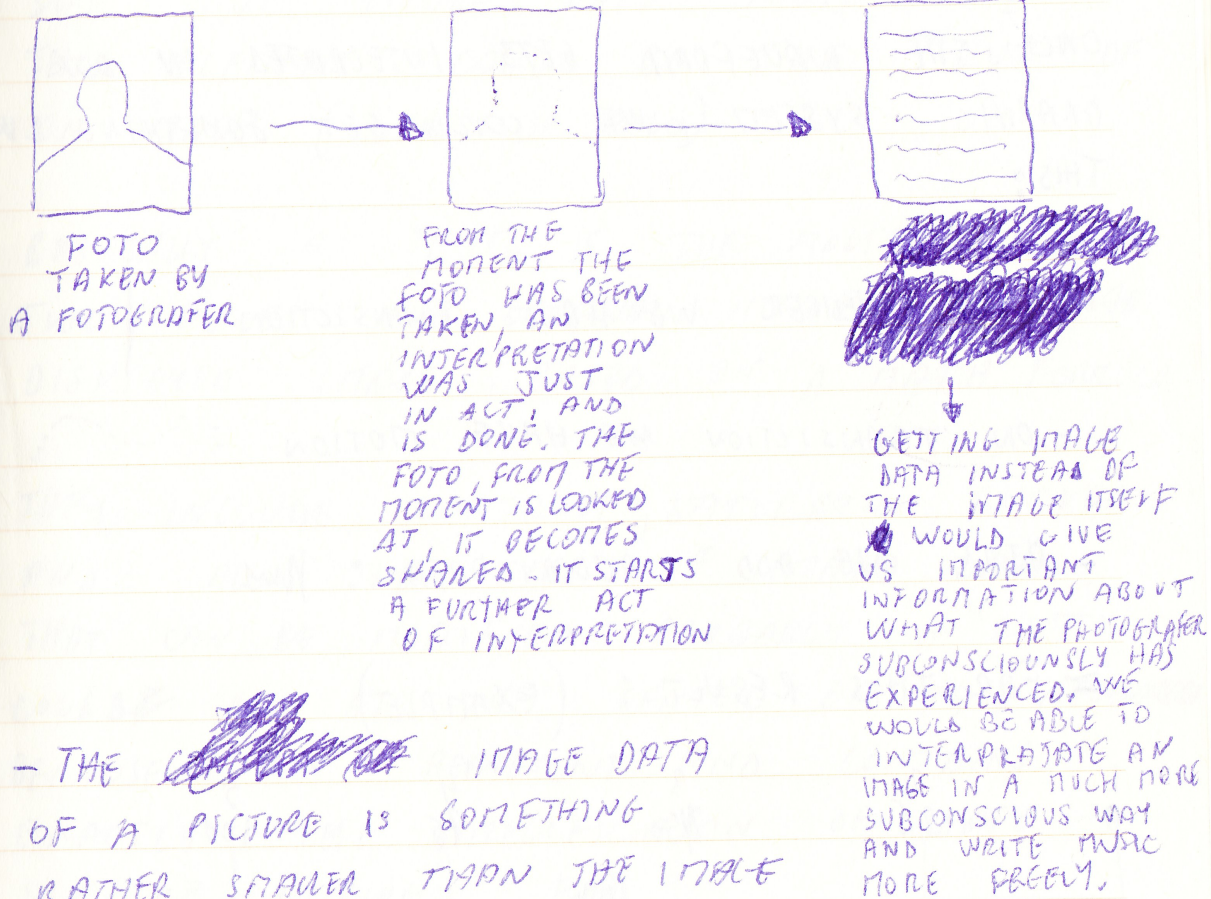 FOTO
TAKEN BY
A FOTOGRAFER
FROM THE
MOMENT THE
FOTO HAS BEEN
TAKEN, AN
INTERPRETATION
WAS JUST
IN ACT, AND
IS DONE. THE
FOTO, FROM THE
MOMENT IS LOOKED
AT, IT BECOMES
SHARED. IT STARTS
A FURTHER ACT
OF INTERPRETATION
GETTING IMAGE
DATA INSTEAD OF
THE IMAGE ITSELF
WOULD GIVE
US IMPORTANT
INFORMATION ABOUT
WHAT THE PHOTOGRAFER
SUBCONSCIOUNSLY HAS
EXPERIENCED. WE
WOULD BE ABLE TO
INTERPRATATE AN
IMAGE IN A MUCH MORE
SUBCONSCIOUS WAY
AND WRITE MUSIC
MORE FREELY.
- THE IMAGE DATA
OF A PICTURE IS SOMETHING
RATHER SMALLER THAN THE IMAGE